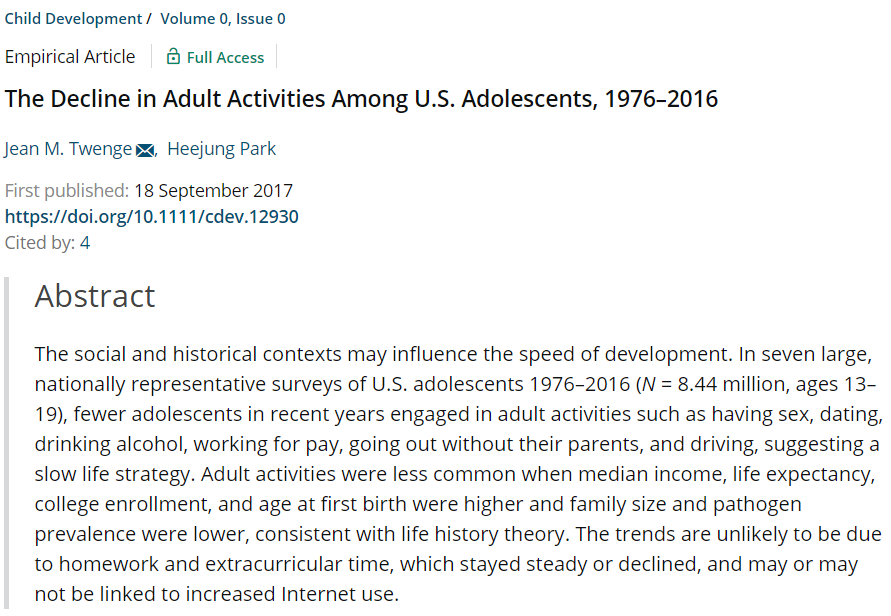 Child Development / Volume 0, Issue 0
Empirical Article Full Access
The Decline in Adult Activities Among U.S. Adolescents, 1976–2016
Jean M. Twenge, Heejung Park
First published: 18 September 2017
https://doi.org/10.1111/cdev.12930
Cited by: 4
Abstract
The social and historical contexts may influence the speed of development. In seven large,
nationally representative surveys of U.S. adolescents 1976–2016 (N = 8.44 million, ages 13–
19), fewer adolescents in recent years engaged in adult activities such as having sex, dating,
drinking alcohol, working for pay, going out without their parents, and driving, suggesting a
slow life strategy. Adult activities were less common when median income, life expectancy,
college enrollment, and age at first birth were higher and family size and pathogen
prevalence were lower, consistent with life history theory. The trends are unlikely to be due
to homework and extracurricular time, which stayed steady or declined, and may or may
not be linked to increased Internet use.